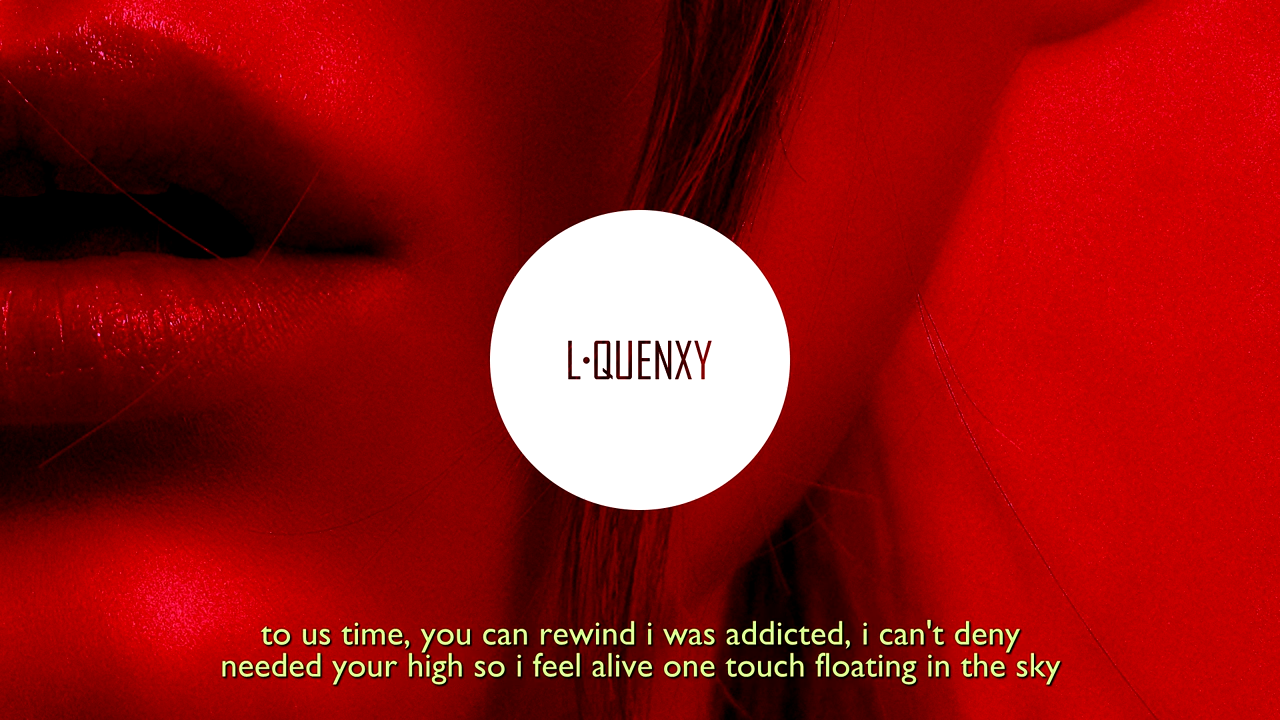 L·QUENXY
to us time, you can rewind i was addicted, i can't deny
needed your high so i feel alive one touch floating in the sky